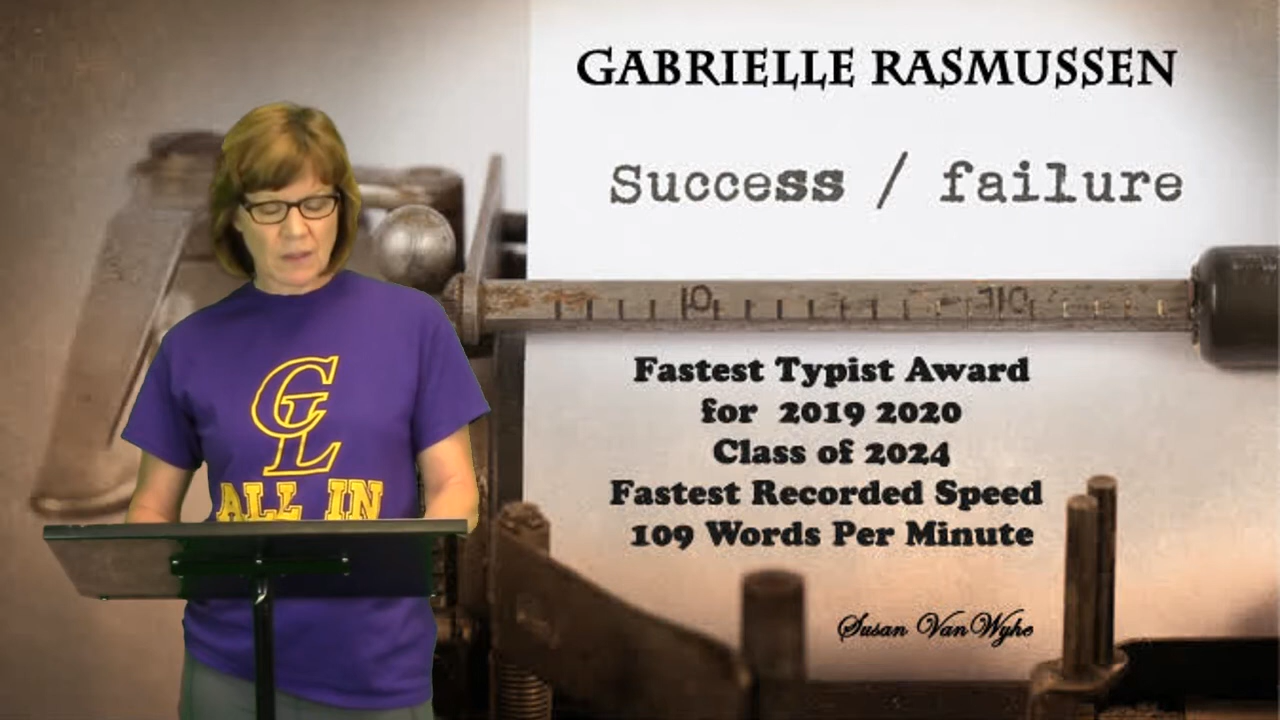 GABRIELLE RASMUSSEN
Success / failure
10
Fastest Typist Award
for 2019 2020
Class of 2024
Fastest Recorded Speed
109 Words Per Minute
Susan VanWyhe
GL
ALL IN